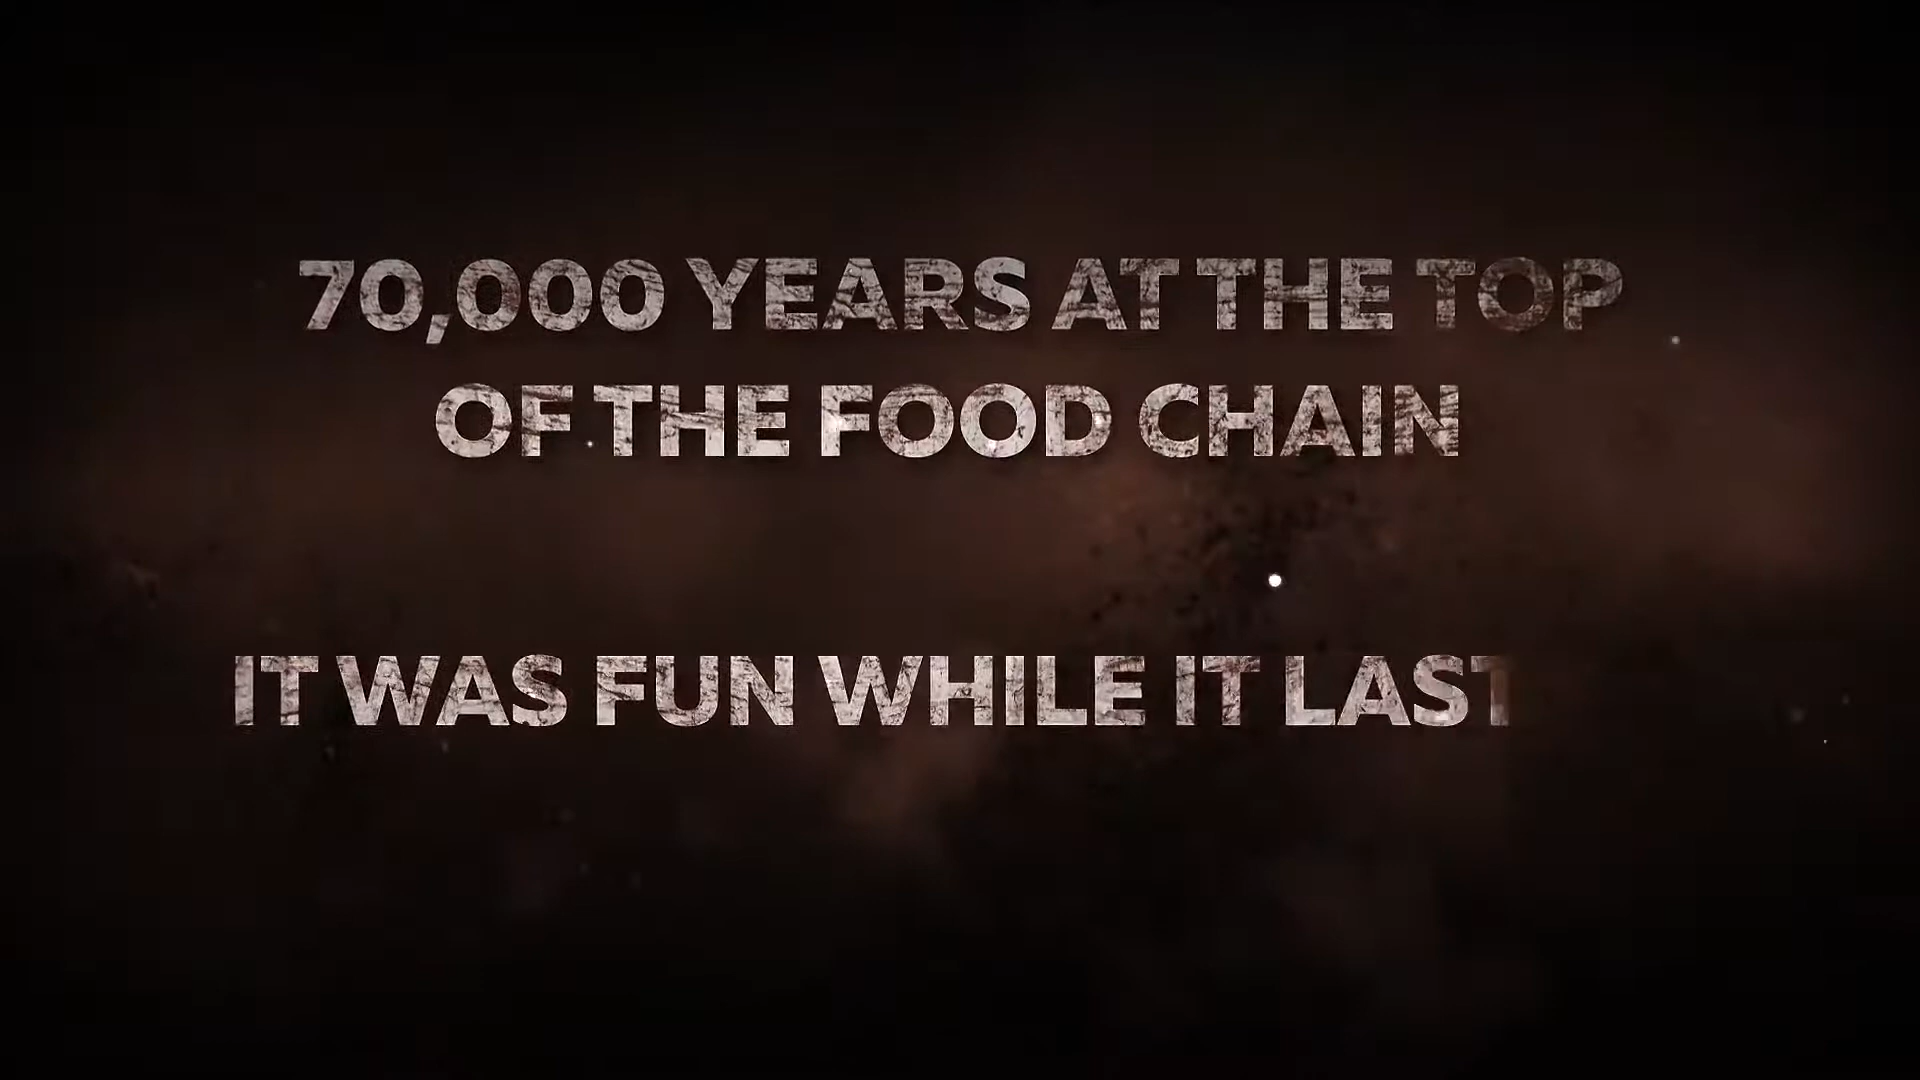 70,000 YEARS AT THE TOP
OF THE FOOD CHAIN
IT WAS FUN WHILE IT LAST